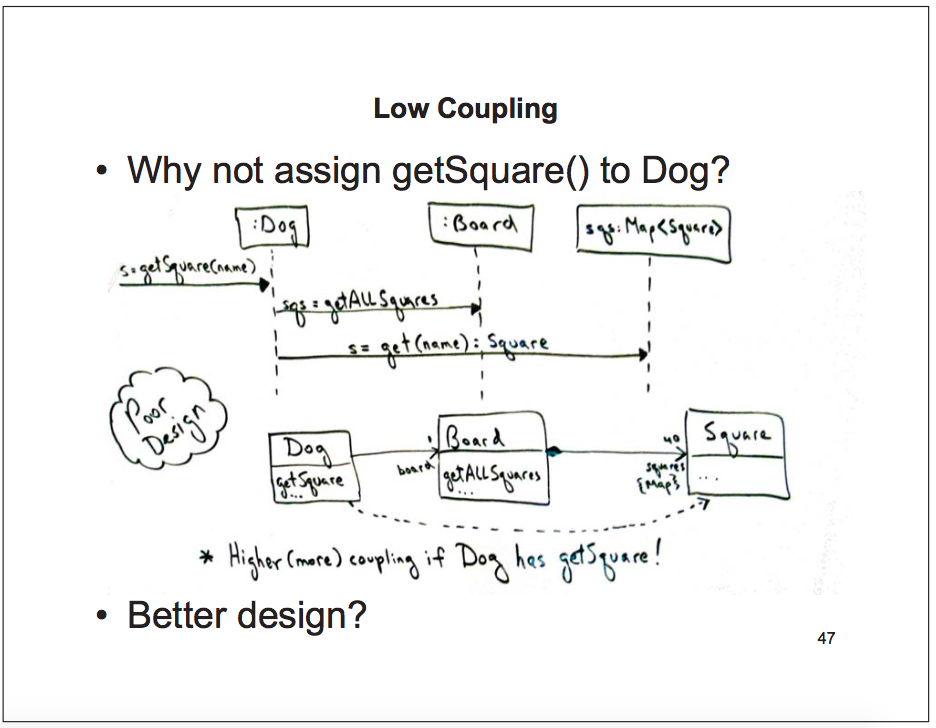 Low Coupling
• Why not assign getSquare() to Dog?
:Dog
:Board
sqs: Map<Square>
s=getSquare(name)
sqs = getALLSquares
s= get(name): Square
Poor
Design
Dog
getSquare
...
board
1
Board
getALLSquares
...
40
squares
{Map}
Square
...
* Higher (more) coupling if Dog has getSquare!
• Better design?
47